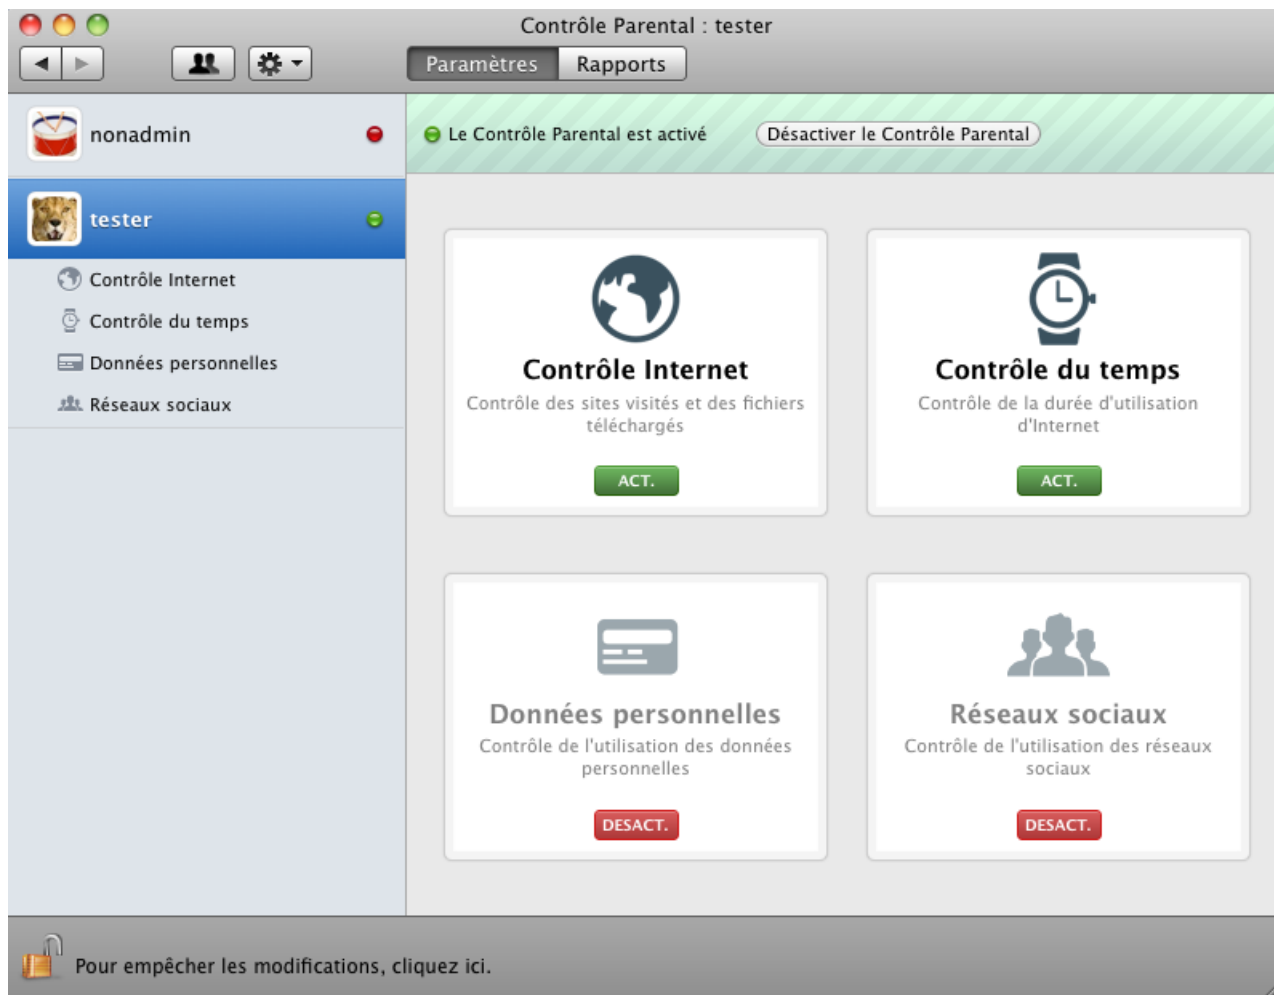 Contrôle Parental : tester
Paramètres
Rapports
nonadmin
Le Contrôle Parental est activé
Désactiver le Contrôle Parental
tester
Contrôle Internet
Contrôle du temps
Données personnelles
Réseaux sociaux
Contrôle Internet
Contrôle des sites visités et des fichiers
téléchargés
ACT.
Contrôle du temps
Contrôle de la durée d'utilisation
d'Internet
ACT.
Données personnelles
Contrôle de l'utilisation des données
personnelles
DESACT.
Réseaux sociaux
Contrôle de l'utilisation des réseaux
sociaux
DESACT.
Pour empêcher les modifications, cliquez ici.